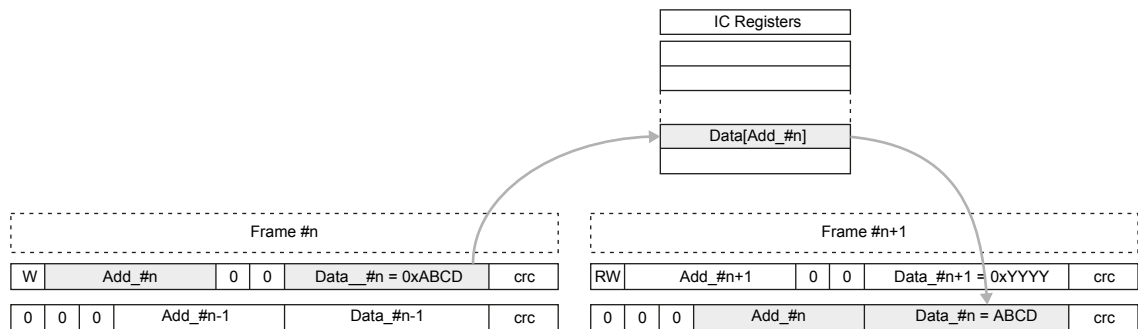 IC Registers
Data[Add_#n]
Frame #n
Frame #n+1
W Add_#n 0 0 Data__#n = 0xABCD crc
RW Add_#n+1 0 0 Data_#n+1 = 0xYYYY crc
0 0 0 Add_#n-1 Data_#n-1 crc
0 0 0 Add_#n Data_#n = ABCD crc